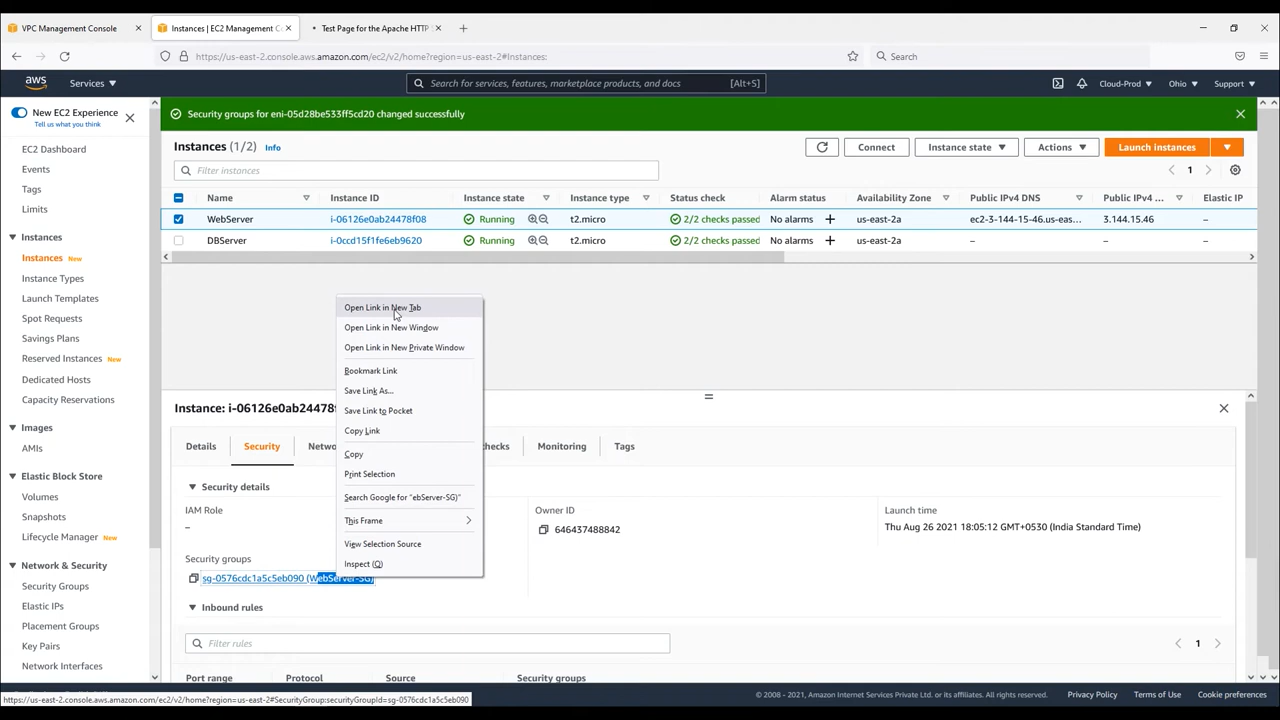 VPC Management Console
Instances | EC2 Management C
Test Page for the Apache HTTP S
https://us-east-2.console.aws.amazon.com/ec2/v2/home?region=us-east-2#Instances:
Search
aws
Services
Search for services, features, marketplace products, and docs
[Alt+S]
Cloud-Prod
Ohio
Support
New EC2 Experience
Tell us what you think
EC2 Dashboard
Events
Tags
Limits
Instances
Instances New
Instance Types
Launch Templates
Spot Requests
Savings Plans
Reserved Instances New
Dedicated Hosts
Capacity Reservations
Images
AMIs
Elastic Block Store
Volumes
Snapshots
Lifecycle Manager New
Network & Security
Security Groups
Elastic IPs
Placement Groups
Key Pairs
Network Interfaces
Security groups for eni-05d28be533ff5cd20 changed successfully
Instances (1/2) Info
Connect
Instance state
Actions
Launch instances
Filter instances
1
Name Instance ID Instance state Instance type Status check Alarm status Availability Zone Public IPv4 DNS Public IPv4 ... Elastic IP
WebServer i-06126e0ab24478f08 Running t2.micro 2/2 checks passed No alarms + us-east-2a ec2-3-144-15-46.us-eas... 3.144.15.46 –
DBServer i-0ccd15f1fe6eb9620 Running t2.micro 2/2 checks passed No alarms + us-east-2a – – –
Open Link in New Tab
Open Link in New Window
Open Link in New Private Window
Bookmark Link
Save Link As...
Save Link to Pocket
Copy Link
Copy
Print Selection
Search Google for "ebServer-SG)"
This Frame
View Selection Source
Inspect (Q)
Instance: i-06126e0ab24478f
Details
Security
Netw
checks
Monitoring
Tags
Security details
IAM Role
–
Owner ID
646437488842
Launch time
Thu Aug 26 2021 18:05:12 GMT+0530 (India Standard Time)
Security groups
sg-0576cdc1a5c5eb090 (WebServer-SG)
Inbound rules
Filter rules
1
Port range
Protocol
Source
Security groups
https://us-east-2.console.aws.amazon.com/ec2/v2/home?region=us-east-2#SecurityGroup:securityGroupId=sg-0576cdc1a5c5eb090
© 2008 - 2021, Amazon Internet Services Private Ltd. or its affiliates. All rights reserved.
Privacy Policy
Terms of Use
Cookie preferences